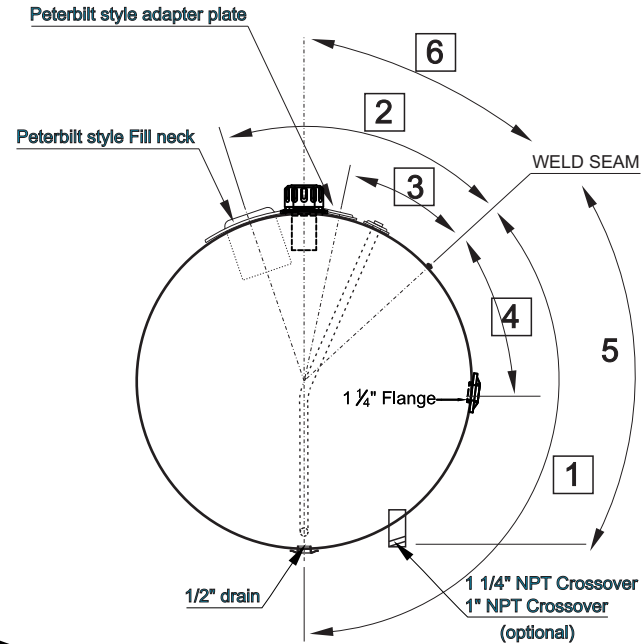 Peterbilt style adapter plate
6
2
Peterbilt style Fill neck
WELD SEAM
3
4
5
1 1/4" Flange
1
1/2" drain
1 1/4" NPT Crossover
1" NPT Crossover
(optional)